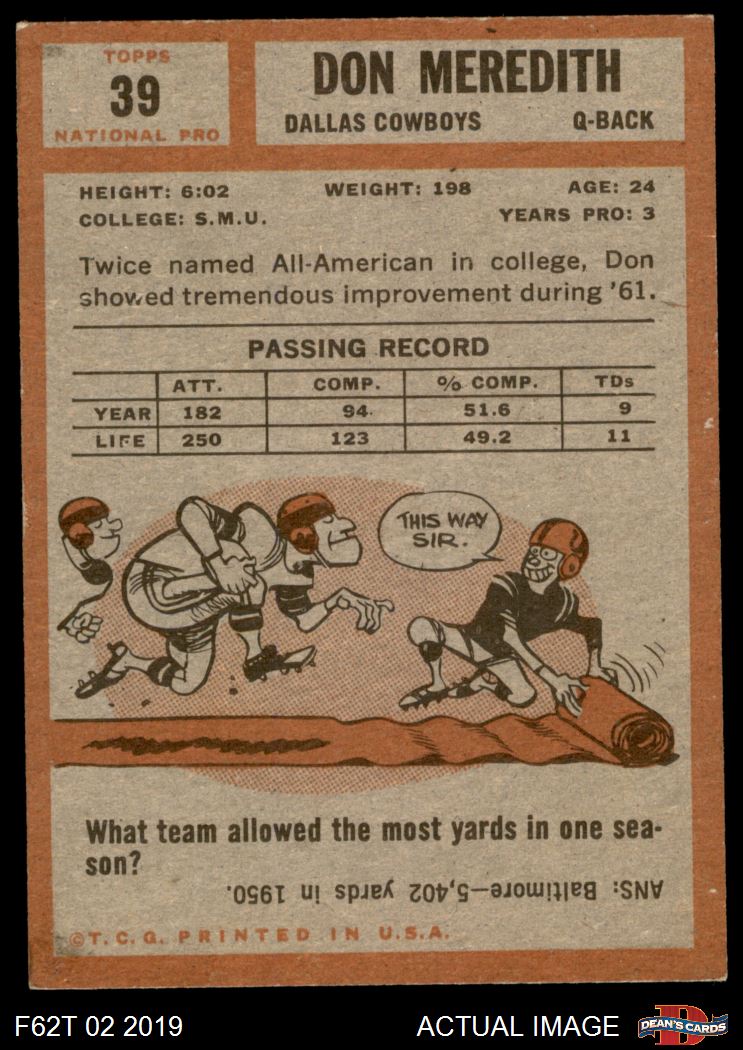 TOPPS
39
NATIONAL PRO
DON MEREDITH
DALLAS COWBOYS Q-BACK
HEIGHT: 6:02 WEIGHT: 198 AGE: 24
COLLEGE: S.M.U. YEARS PRO: 3
Twice named All-American in college, Don
showed tremendous improvement during '61.
PASSING RECORD
ATT. COMP. % COMP. TDs
YEAR 182 94 51.6 9
LIFE 250 123 49.2 11
THIS WAY
SIR.
What team allowed the most yards in one sea-
son?
ANS: Baltimore—5,402 yards in 1950.
©T.C.G. PRINTED IN U.S.A.
F62T 02 2019 ACTUAL IMAGE DEAN'S CARDS